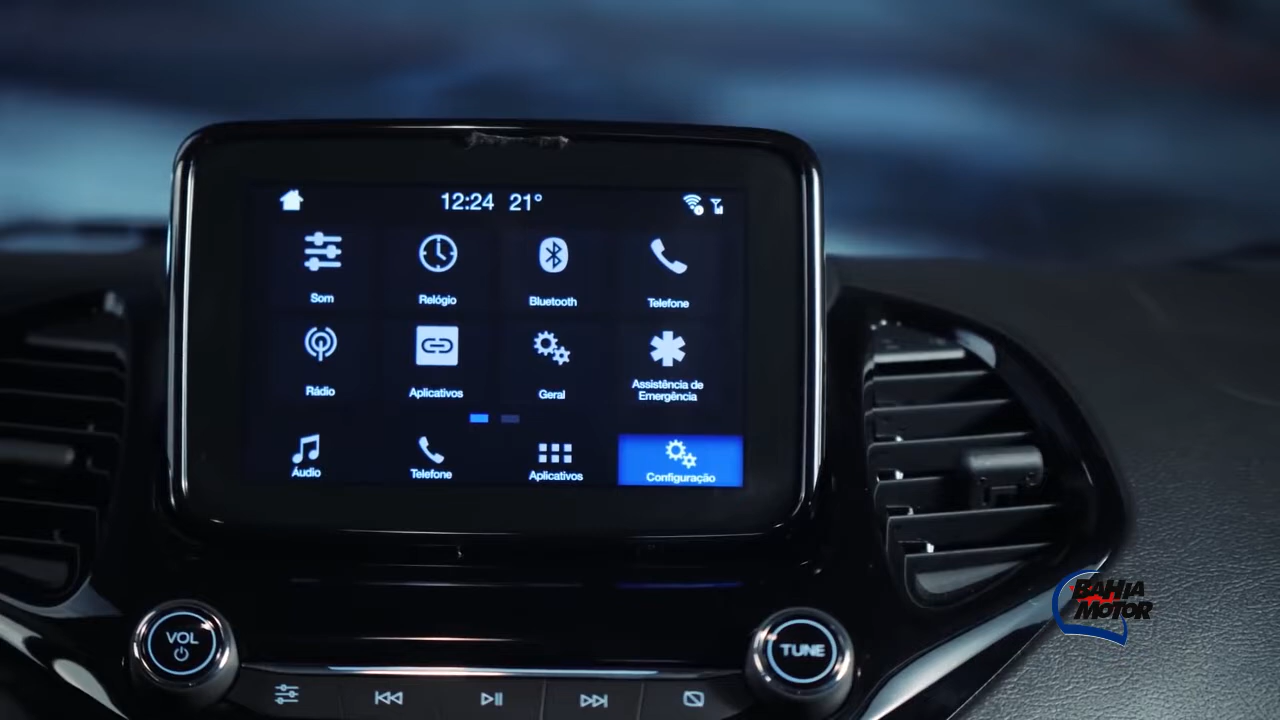 12:24 21°
Som
Relógio
Bluetooth
Telefone
Rádio
Aplicativos
Geral
Assistência de
Emergência
Áudio
Telefone
Aplicativos
Configuração
VOL
TUNE
BAHIA
MOTOR